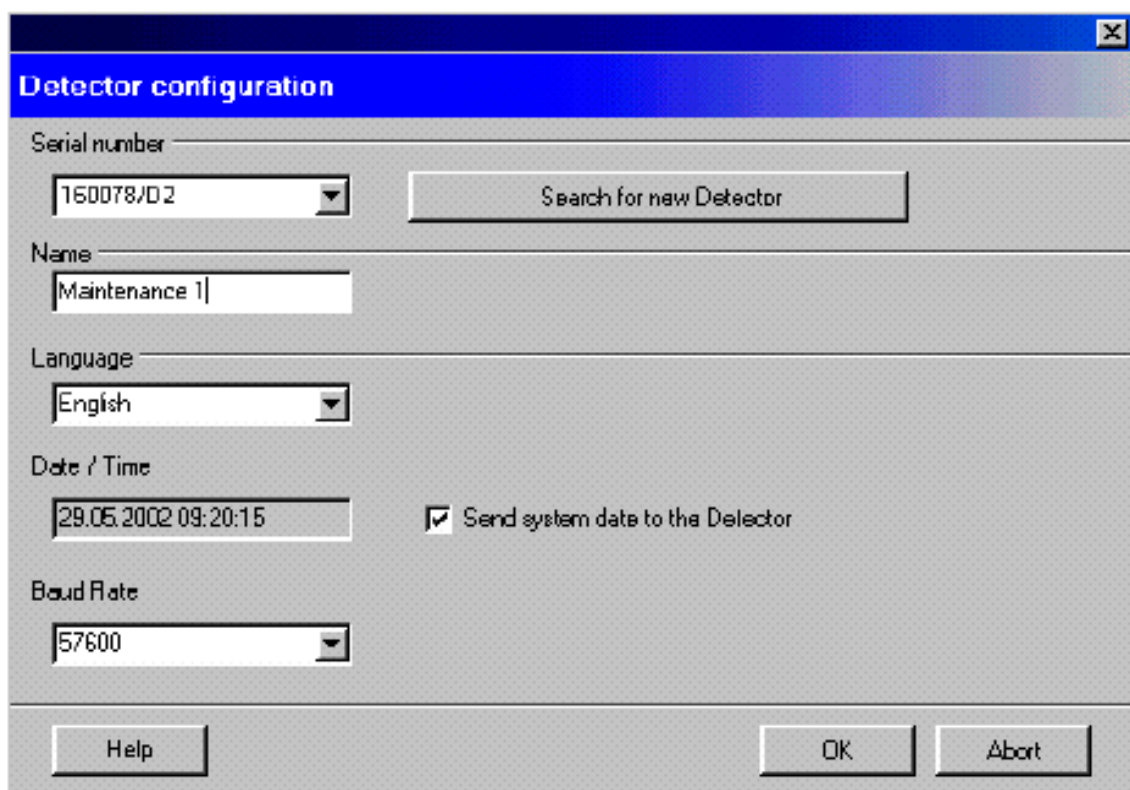 Detector configuration
Serial number
160078/D2
Search for new Detector
Name
Maintenance 1
Language
English
Date / Time
29.05.2002 09:20:15
Send system date to the Detector
Baud Rate
57600
Help
OK
Abort